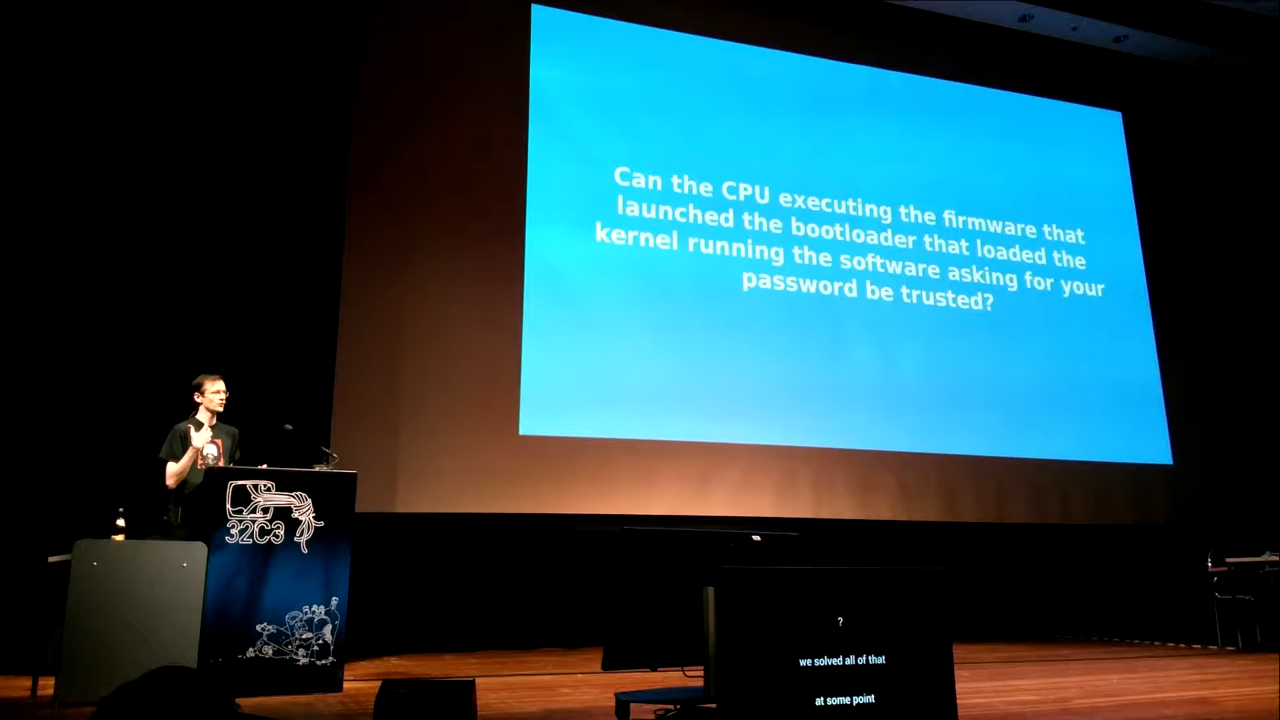 Can the CPU executing the firmware that
launched the bootloader that loaded the
kernel running the software asking for your
password be trusted?
32C3
?
we solved all of that
at some point